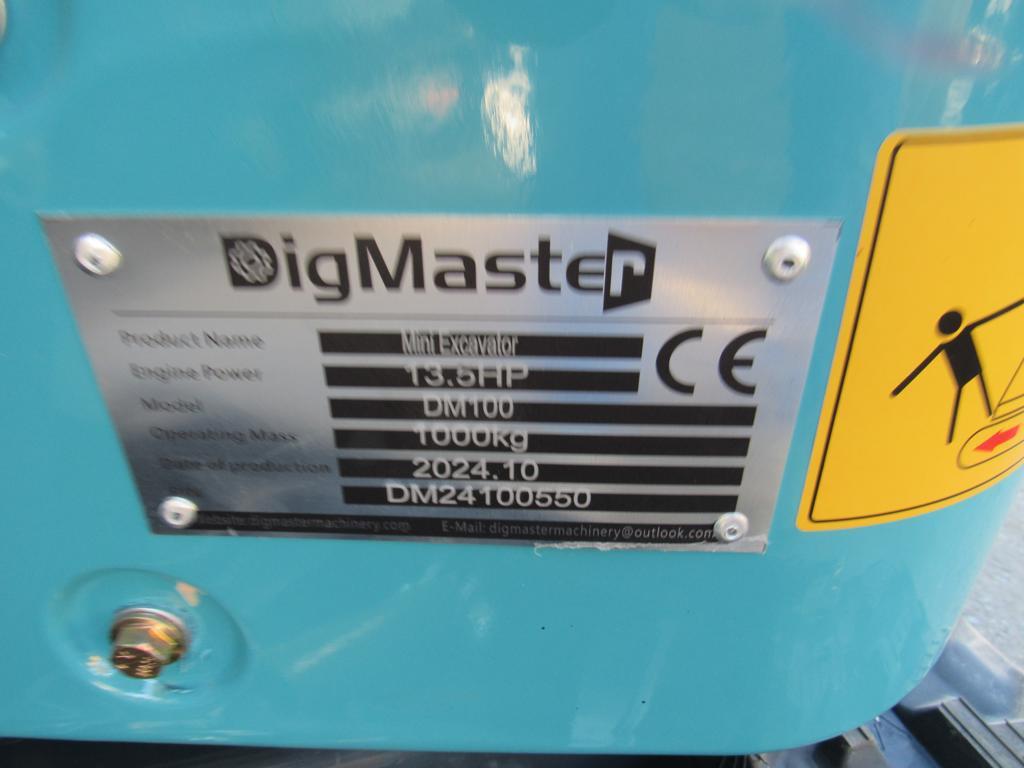 DigMaster
Product Name Mini Excavator CE
Engine Power 13.5HP
Model DM100
Operating Mass 1000kg
Date of production 2024.10
DM24100550
Website:digmastermachinery.com E-Mail: digmastermachinery@outlook.com